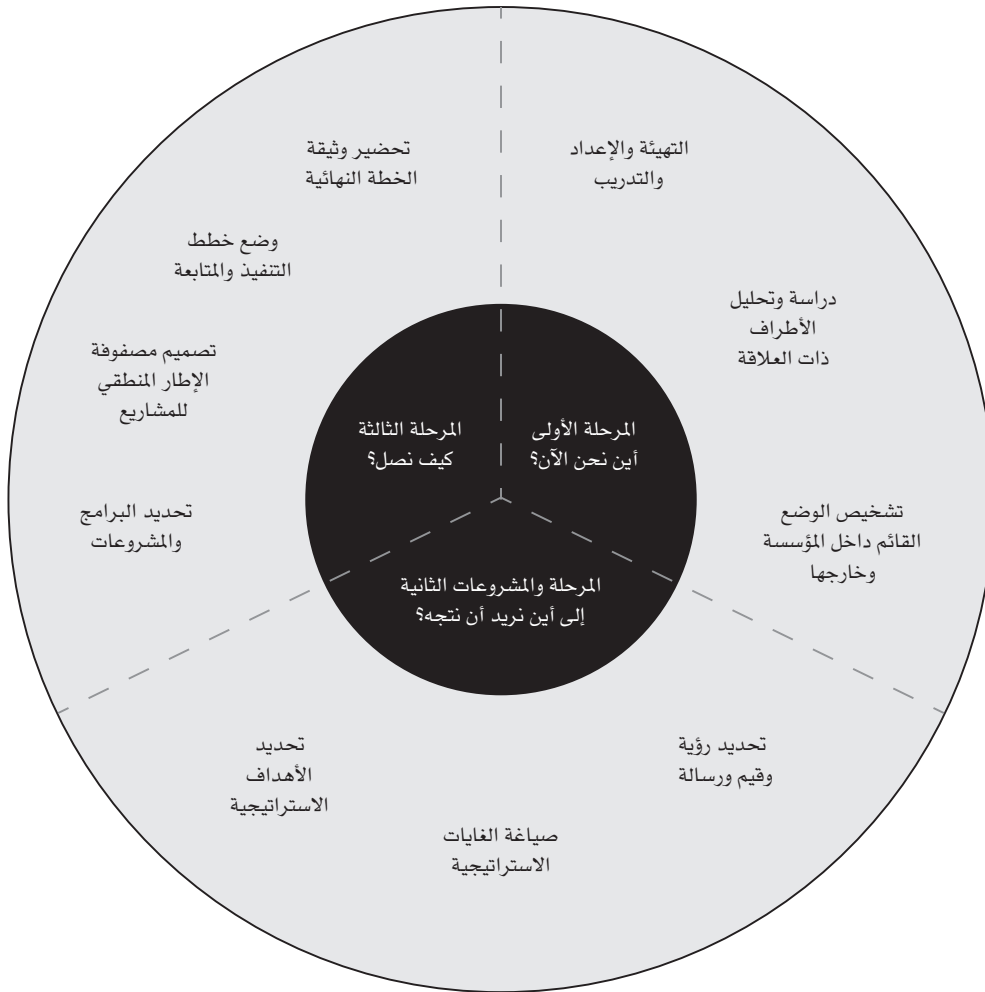 التهيئة والإعداد
والتدريب
دراسة وتحليل
الأطراف
ذات العلاقة
تشخيص الوضع
القائم داخل المؤسسة
وخارجها
تحديد رؤية
وقيم ورسالة
صياغة الغايات
الاستراتيجية
تحديد
الأهداف
الاستراتيجية
تحديد البرامج
والمشروعات
تصميم مصفوفة
الإطار المنطقي
للمشاريع
وضع خطط
التنفيذ والمتابعة
تحضير وثيقة
الخطة النهائية
المرحلة الأولى
أين نحن الآن؟
المرحلة والمشروعات الثانية
إلى أين نريد أن نتجه؟
المرحلة الثالثة
كيف نصل؟